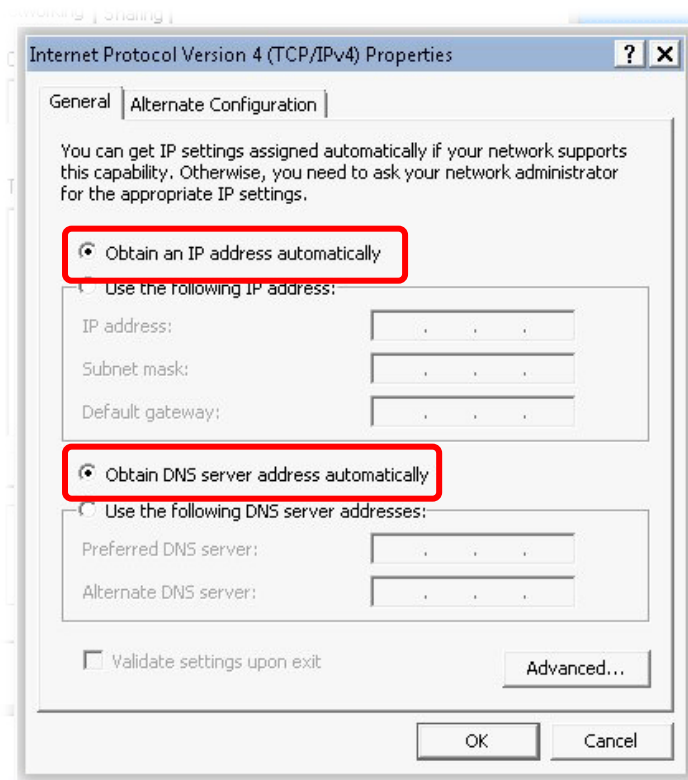 Sharing
Internet Protocol Version 4 (TCP/IPv4) Properties
? X
General
Alternate Configuration
You can get IP settings assigned automatically if your network supports
this capability. Otherwise, you need to ask your network administrator
for the appropriate IP settings.
Obtain an IP address automatically
Use the following IP address:
IP address:
Subnet mask:
Default gateway:
Obtain DNS server address automatically
Use the following DNS server addresses:
Preferred DNS server:
Alternate DNS server:
Validate settings upon exit
Advanced...
OK
Cancel